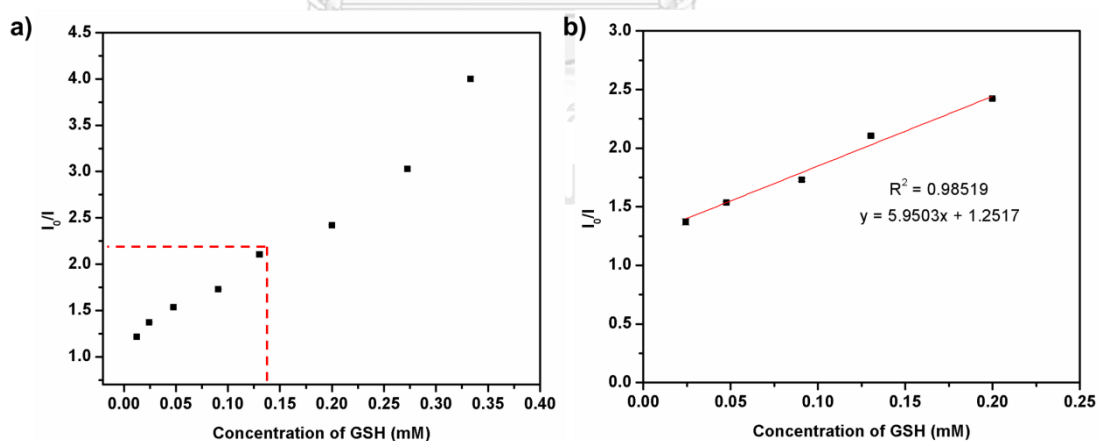 a)
4.5
4.0
3.5
3.0
2.5
2.0
1.5
1.0
I₀/I
0.00 0.05 0.10 0.15 0.20 0.25 0.30 0.35 0.40
Concentration of GSH (mM)
b)
3.0
2.5
2.0
1.5
1.0
0.5
0.0
I₀/I
R² = 0.98519
y = 5.9503x + 1.2517
0.00 0.05 0.10 0.15 0.20 0.25
Concentration of GSH (mM)